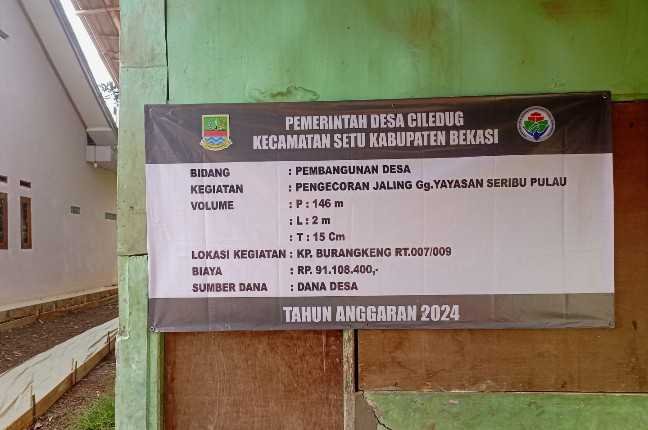 PEMERINTAH DESA CILEDUG
KECAMATAN SETU KABUPATEN BEKASI
BIDANG : PEMBANGUNAN DESA
KEGIATAN : PENGECORAN JALING Gg.YAYASAN SERIBU PULAU
VOLUME : P : 146 m
: L : 2 m
: T : 15 Cm
LOKASI KEGIATAN : KP. BURANGKENG RT.007/009
BIAYA : RP. 91.108.400,-
SUMBER DANA : DANA DESA
TAHUN ANGGARAN 2024